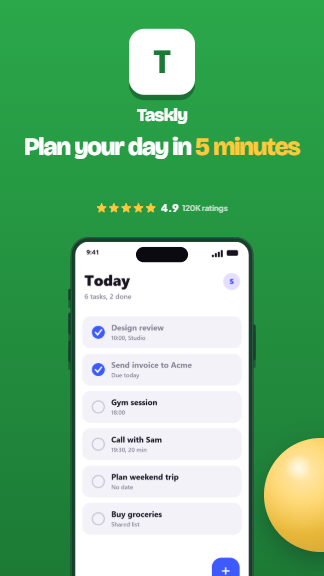 T
Taskly
Plan your day in 5 minutes
4.9 120K ratings
9:41
Today
S
6 tasks, 2 done
Design review
10:00, Studio
Send invoice to Acme
Due today
Gym session
18:00
Call with Sam
19:30, 20 min
Plan weekend trip
No date
Buy groceries
Shared list
+